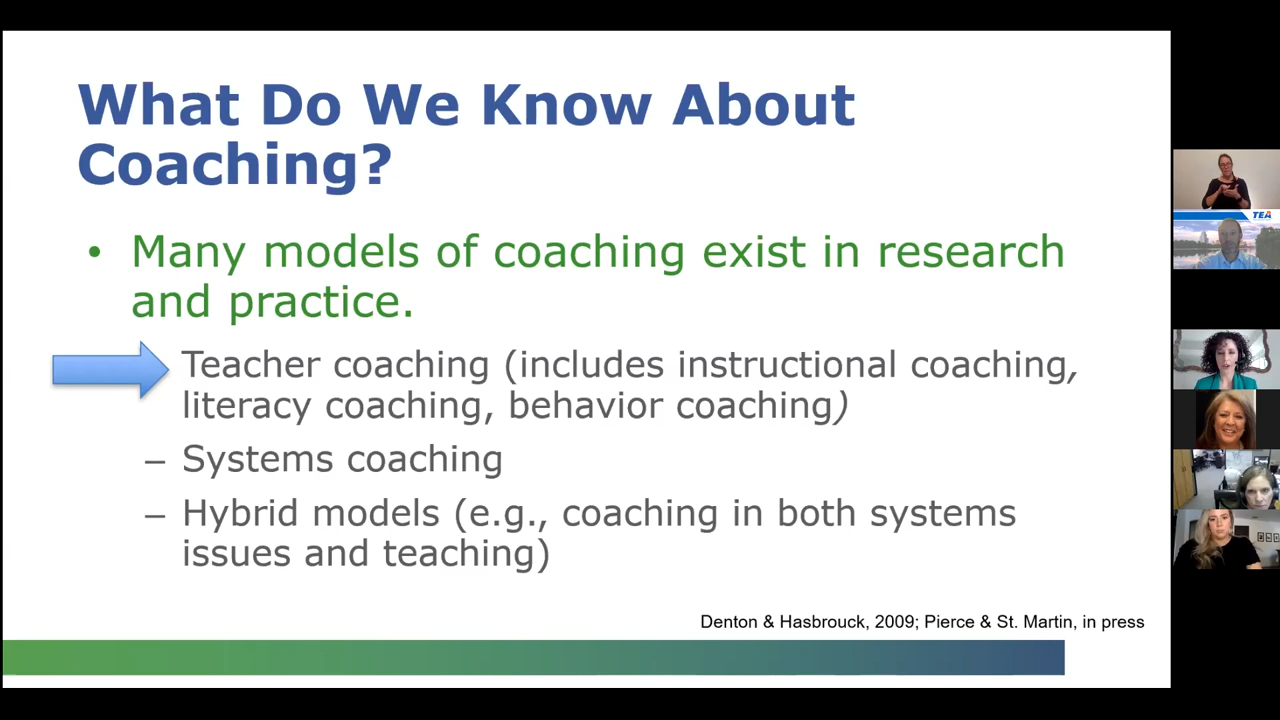 What Do We Know About
Coaching?
• Many models of coaching exist in research
and practice.
Teacher coaching (includes instructional coaching,
literacy coaching, behavior coaching)
– Systems coaching
– Hybrid models (e.g., coaching in both systems
issues and teaching)
Denton & Hasbrouck, 2009; Pierce & St. Martin, in press
TEA